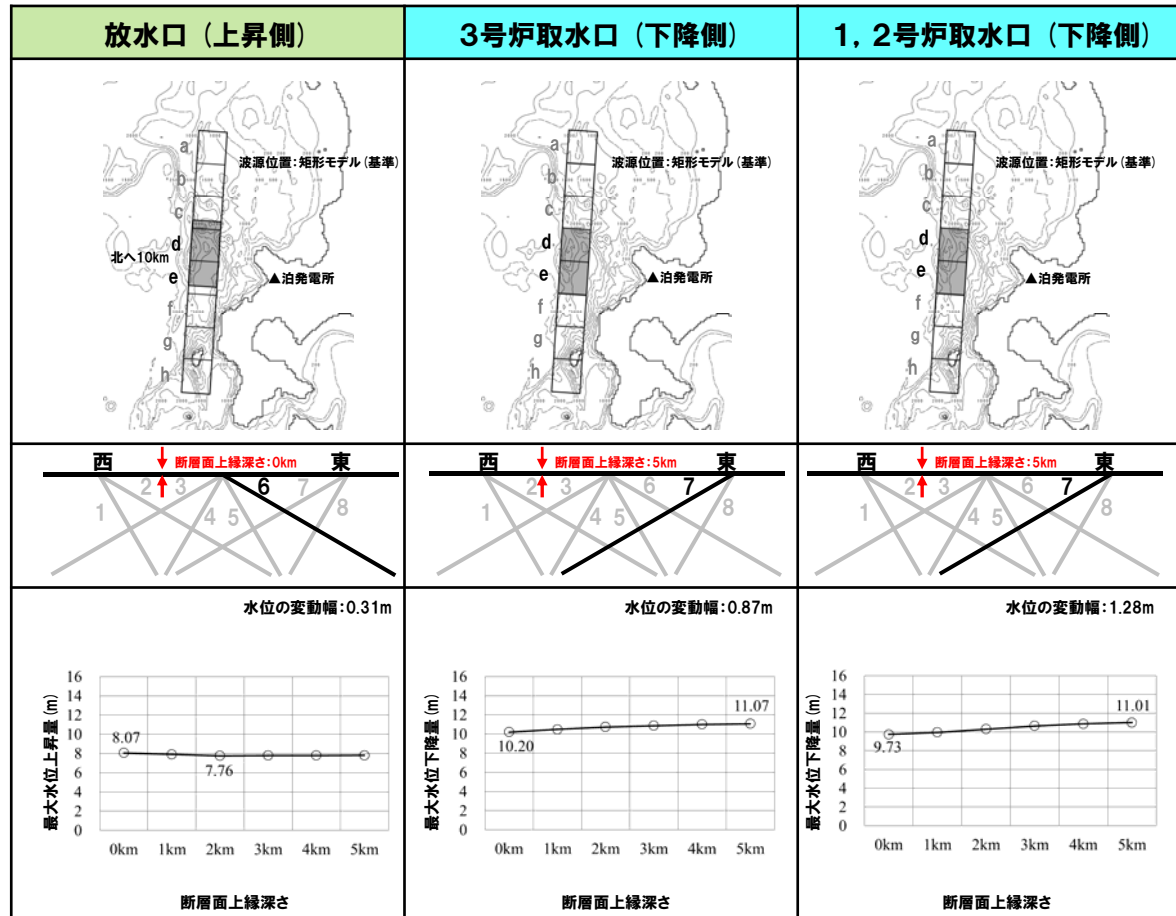 放水口（上昇側）
3号炉取水口（下降側）
1，2号炉取水口（下降側）
a
波源位置：矩形モデル（基準）
b
c
d
北へ10km
e
▲泊発電所
f
g
h
a
波源位置：矩形モデル（基準）
b
c
d
e
▲泊発電所
f
g
h
a
波源位置：矩形モデル（基準）
b
c
d
e
▲泊発電所
f
g
h
西 断層面上縁深さ：0km 東
1 2 3 4 5 6 7 8
西 断層面上縁深さ：5km 東
1 2 3 4 5 6 7 8
西 断層面上縁深さ：5km 東
1 2 3 4 5 6 7 8
水位の変動幅：0.31m
最大水位上昇量（m）
16
14
12
10
8
6
4
2
0
8.07
7.76
0km 1km 2km 3km 4km 5km
断層面上縁深さ
水位の変動幅：0.87m
最大水位下降量（m）
16
14
12
10
8
6
4
2
0
10.20
11.07
0km 1km 2km 3km 4km 5km
断層面上縁深さ
水位の変動幅：1.28m
最大水位下降量（m）
16
14
12
10
8
6
4
2
0
9.73
11.01
0km 1km 2km 3km 4km 5km
断層面上縁深さ